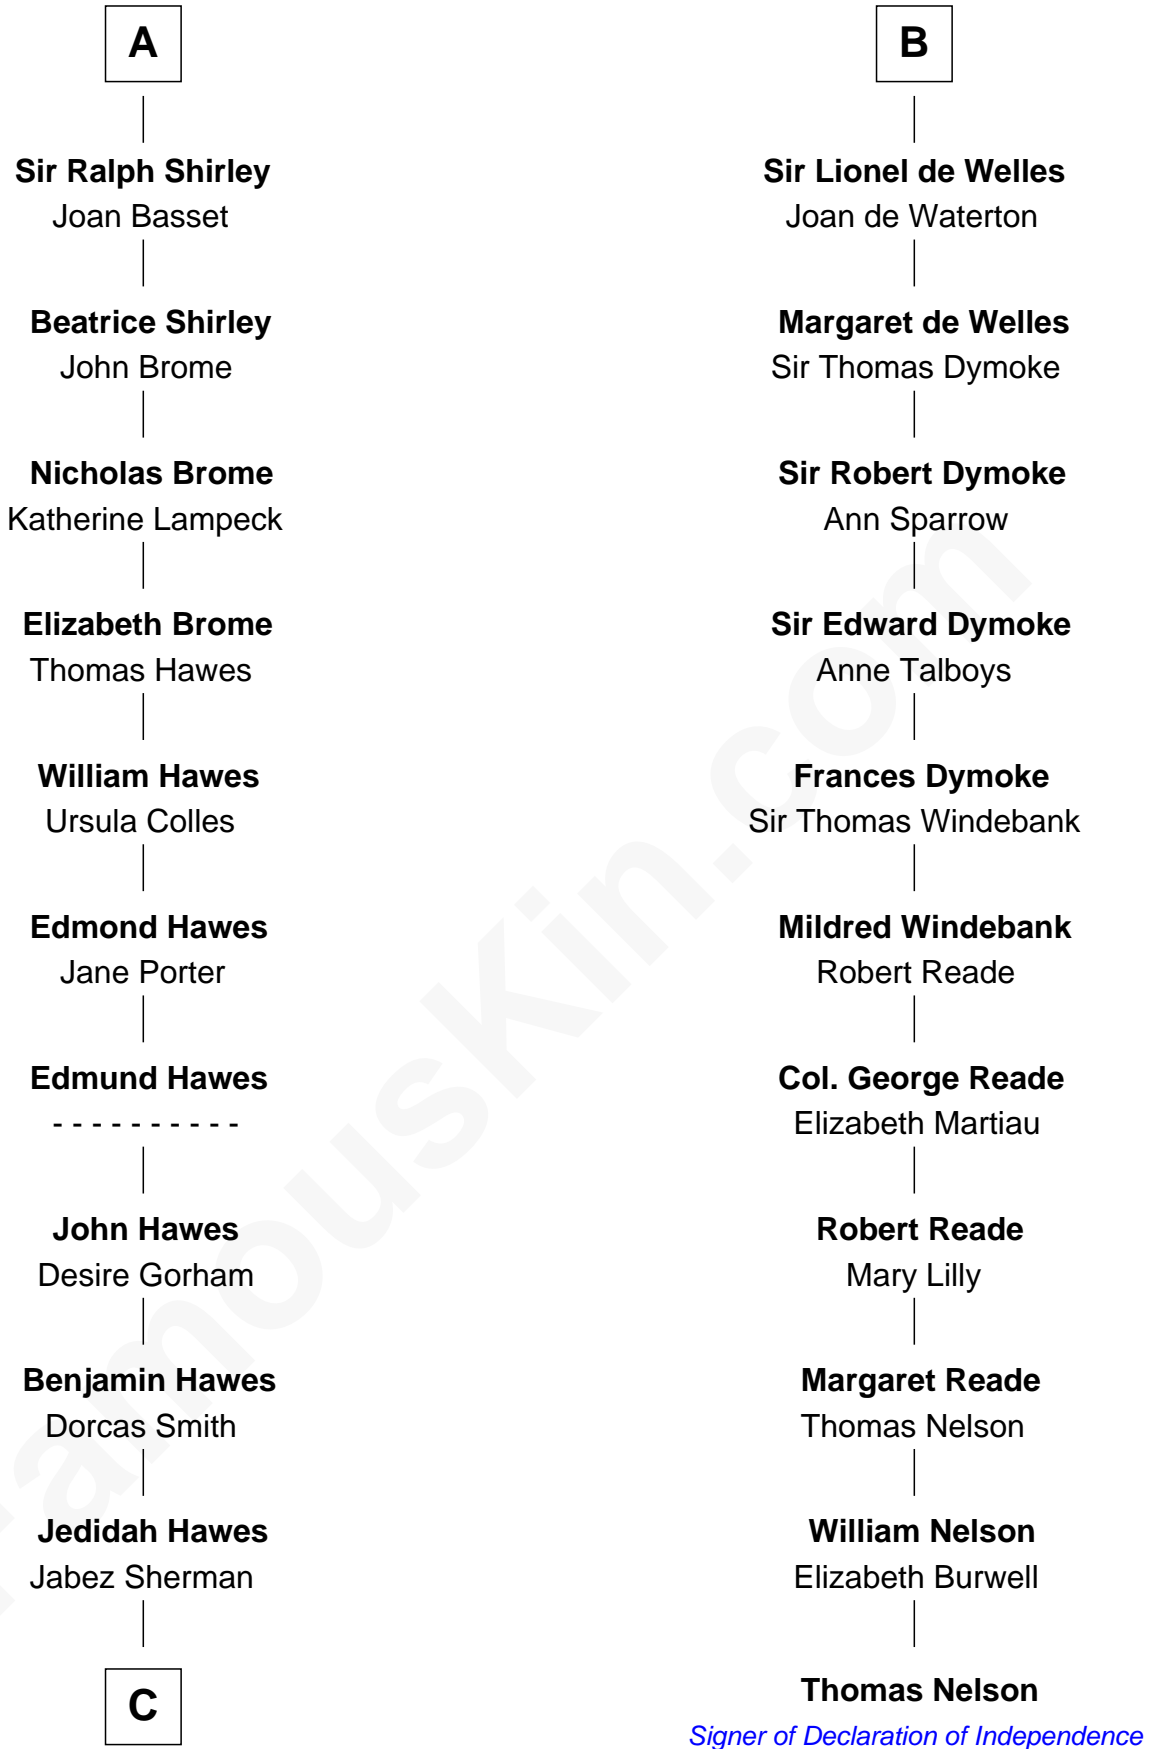 A
Sir Ralph Shirley
Joan Basset
Beatrice Shirley
John Brome
Nicholas Brome
Katherine Lampeck
Elizabeth Brome
Thomas Hawes
William Hawes
Ursula Colles
Edmond Hawes
Jane Porter
Edmund Hawes
- - - - - - - - - -
John Hawes
Desire Gorham
Benjamin Hawes
Dorcas Smith
Jedidah Hawes
Jabez Sherman
C
B
Sir Lionel de Welles
Joan de Waterton
Margaret de Welles
Sir Thomas Dymoke
Sir Robert Dymoke
Ann Sparrow
Sir Edward Dymoke
Anne Talboys
Frances Dymoke
Sir Thomas Windebank
Mildred Windebank
Robert Reade
Col. George Reade
Elizabeth Martiau
Robert Reade
Mary Lilly
Margaret Reade
Thomas Nelson
William Nelson
Elizabeth Burwell
Thomas Nelson
Signer of Declaration of Independence
FamousKin.com